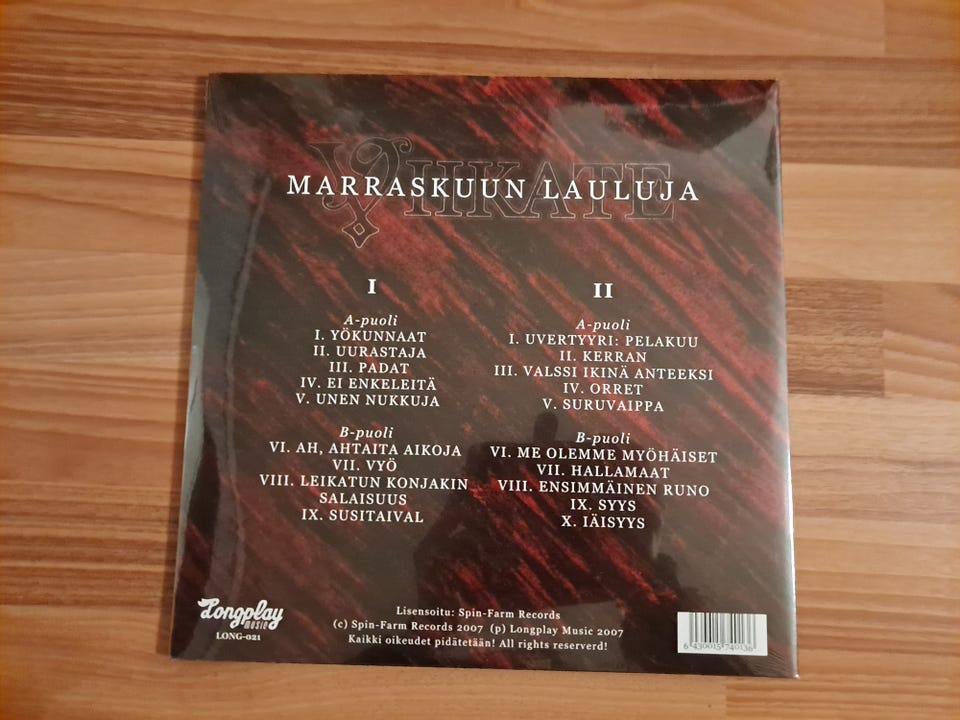 VIIKATE
MARRASKUUN LAULUJA
I
A-puoli
I. YÖKUNNAAT
II. UURASTAJA
III. PADAT
IV. EI ENKELEITÄ
V. UNEN NUKKUJA
B-puoli
VI. AH, AHTAITA AIKOJA
VII. VYÖ
VIII. LEIKATUN KONJAKIN
SALAISUUS
IX. SUSITAIVAL
II
A-puoli
I. UVERTYYRI: PELAKUU
II. KERRAN
III. VALSSI IKINÄ ANTEEKSI
IV. ORRET
V. SURUVAIPPA
B-puoli
VI. ME OLEMME MYÖHÄISET
VII. HALLAMAAT
VIII. ENSIMMÄINEN RUNO
IX. SYYS
X. IÄISYYS
Longplay
MUSIC
LONG-021
Lisensoitu: Spin-Farm Records
(c) Spin-Farm Records 2007 (p) Longplay Music 2007
Kaikki oikeudet pidätetään! All rights reserverd!
6 430015 740136